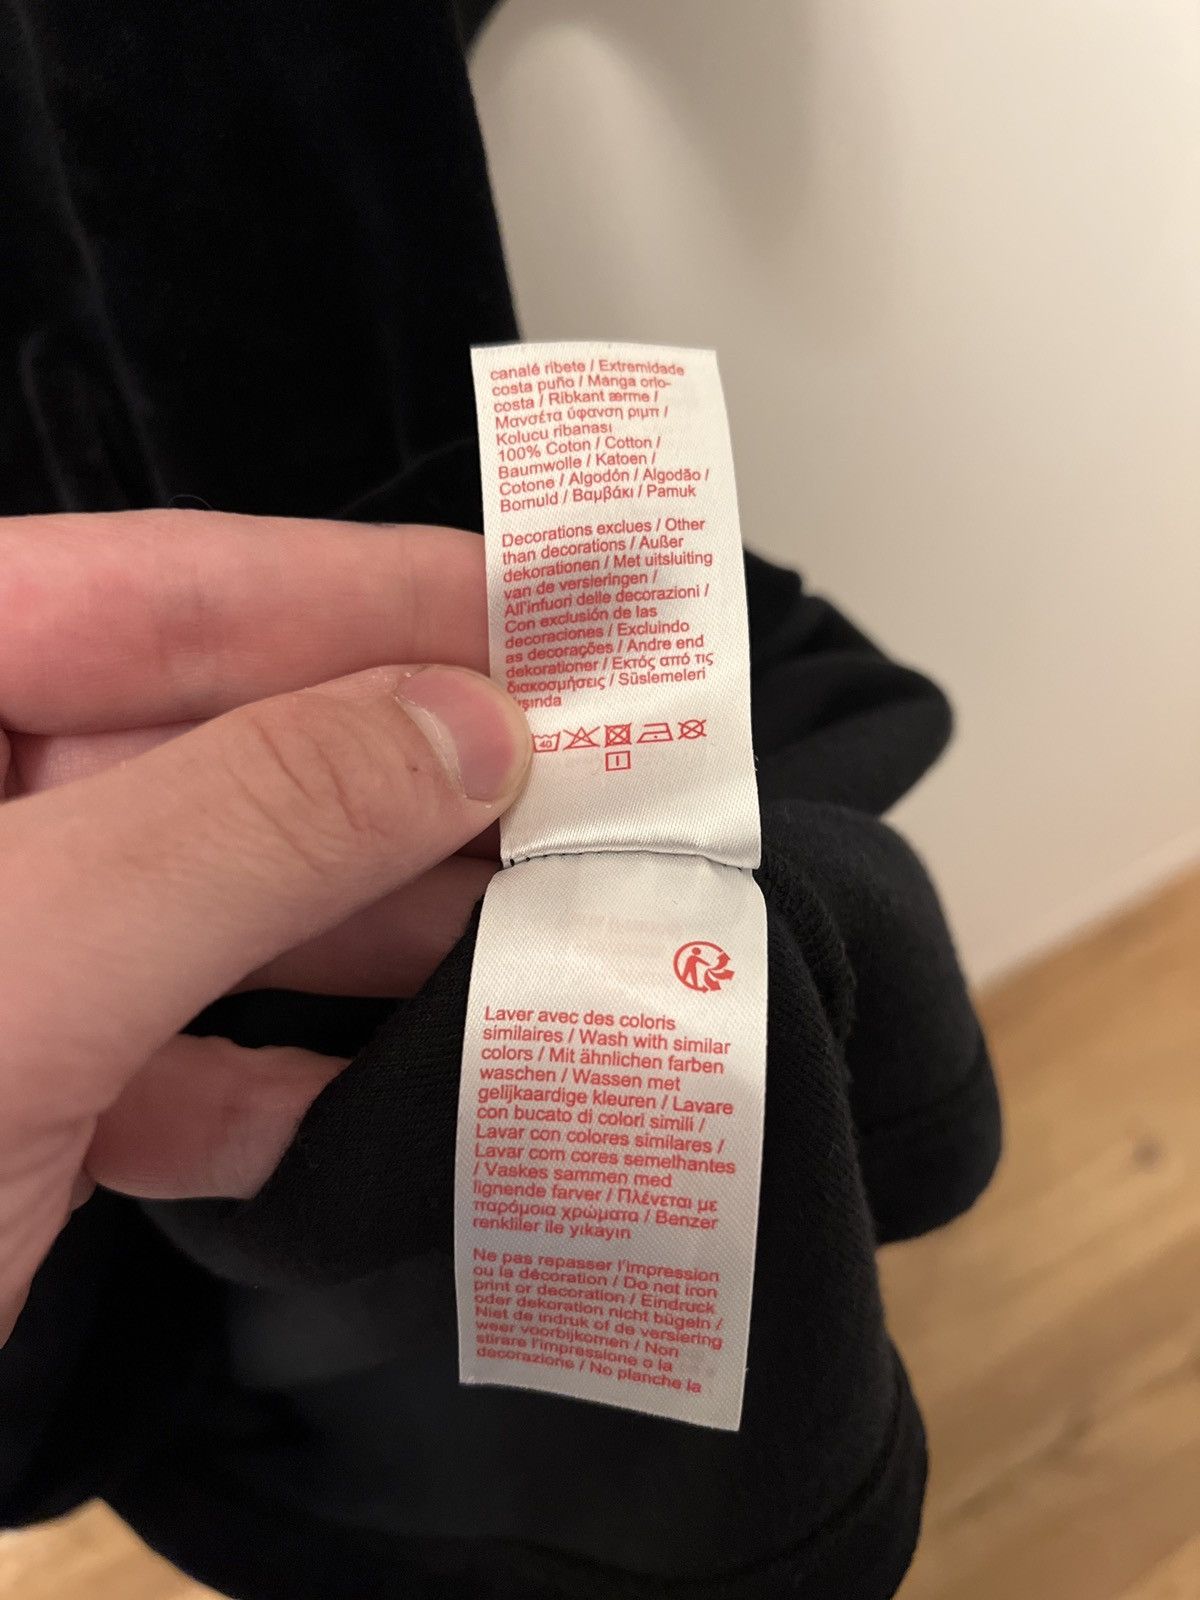 canalé ribete / Extremidade
costa puño / Manga orlo-
costa / Ribkant ærme /
Μανσέτα ύφανση ριμπ /
Kolucu ribanası
100% Coton / Cotton /
Baumwolle / Katoen /
Cotone / Algodón / Algodão /
Bomuld / Βαμβάκι / Pamuk
Decorations exclues / Other
than decorations / Außer
dekorationen / Met uitsluiting
van de versieringen /
All'infuori delle decorazioni /
Con exclusión de las
decoraciones / Excluindo
as decorações / Andre end
dekorationer / Εκτός από τις
διακοσμήσεις / Süslemeleri
ışında
40
Laver avec des coloris
similaires / Wash with similar
colors / Mit ähnlichen farben
waschen / Wassen met
gelijkaardige kleuren / Lavare
con bucato di colori simili /
Lavar con colores similares /
Lavar com cores semelhantes
/ Vaskes sammen med
lignende farver / Πλένεται με
παρόμοια χρώματα / Benzer
renkliler ile yıkayın
Ne pas repasser l'impression
ou la décoration / Do not iron
print or decoration / Eindruck
oder dekoration nicht bügeln /
Niet de indruk of de versiering
weer voorbijkomen / Non
stirare l'impressione o la
decorazione / No planche la